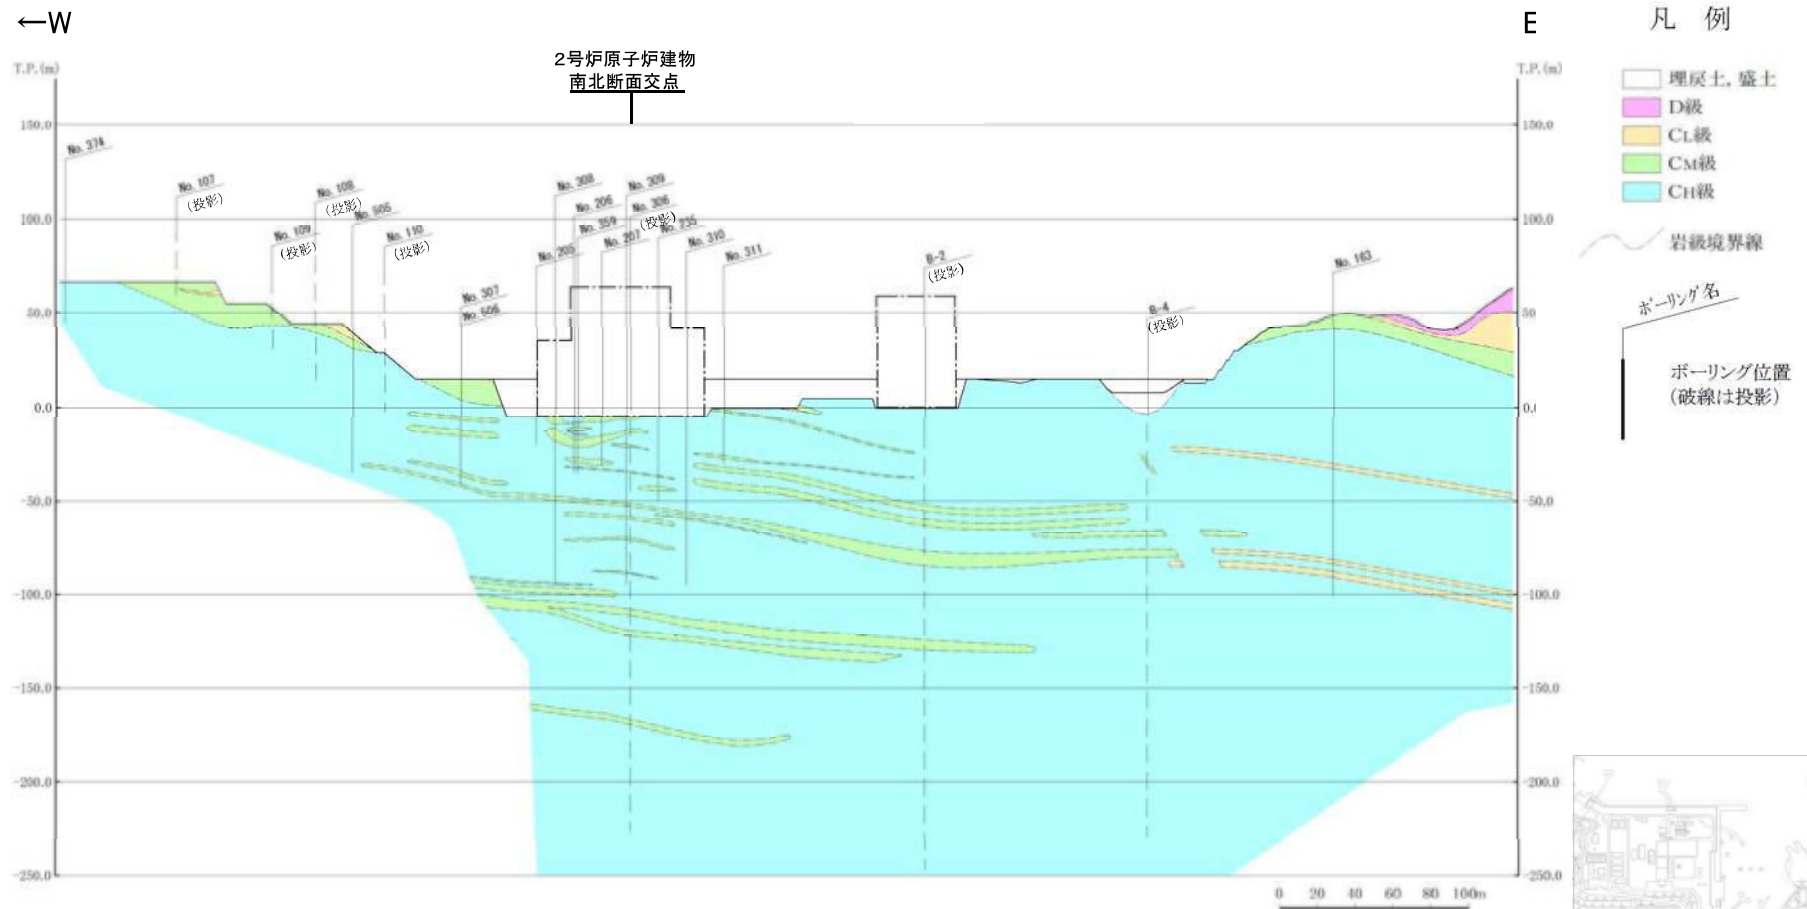 ←W
E
凡 例
2号炉原子炉建物
南北断面交点
T.P.(m)
T.P.(m)
埋戻土，盛土
D級
CL級
CM級
CH級
岩級境界線
ボーリング名
ボーリング位置
(破線は投影)
150.0
150.0
No. 374
No. 107
(投影)
No. 108
(投影)
No. 505
No. 109
(投影)
No. 110
(投影)
No. 308
No. 309
No. 206
No. 306
(投影)
No. 359
No. 235
No. 207
No. 205
No. 310
No. 311
B-2
(投影)
No. 163
No. 307
No. 506
B-4
(投影)
100.0
100.0
50.0
50
0.0
0.0
-50.0
-50.0
-100.0
-100.0
-150.0
-150.0
-200.0
-200.0
-250.0
-250.0
0 20 40 60 80 100m